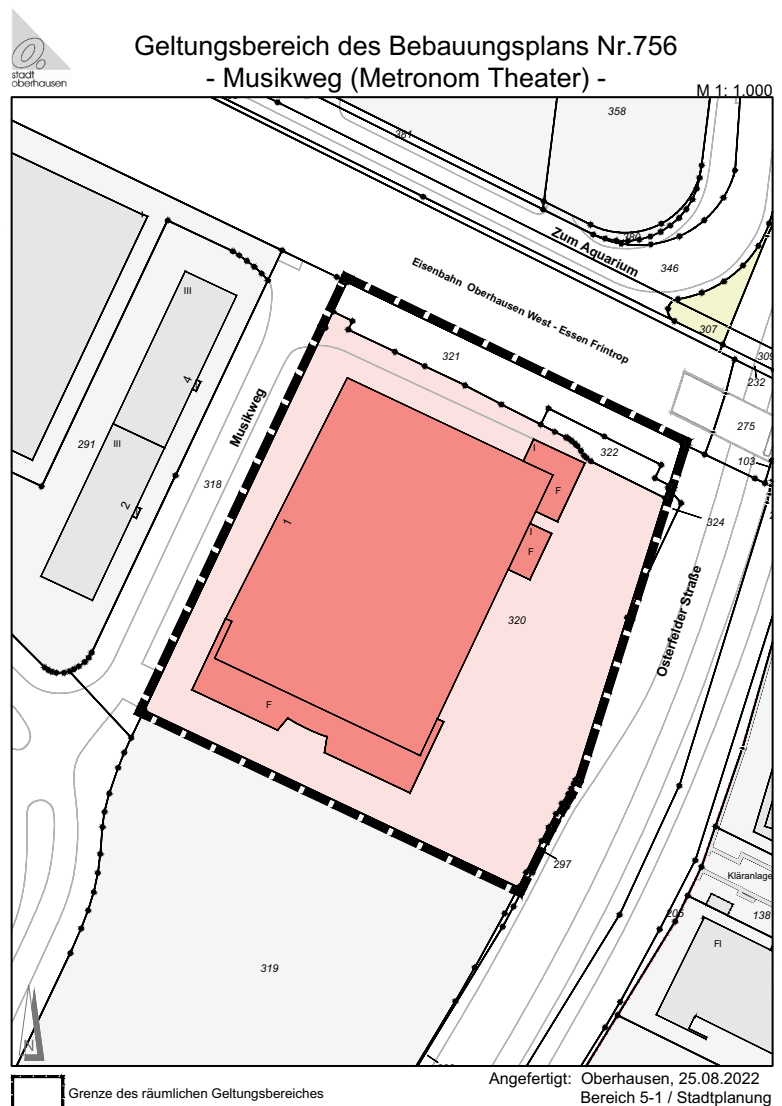 stadt
oberhausen
Geltungsbereich des Bebauungsplans Nr.756
- Musikweg (Metronom Theater) -
M 1: 1.000
358
381
380
Zum Aquarium
346
Eisenbahn Oberhausen West - Essen Frintrop
307
309
232
III
321
4
Musikweg
275
291
III
322
103
I
F
318
2
1
324
I
F
320
Osterfelder Straße
F
297
Kläranlage
205
138
FI
319
N
Grenze des räumlichen Geltungsbereiches
Angefertigt: Oberhausen, 25.08.2022
Bereich 5-1 / Stadtplanung